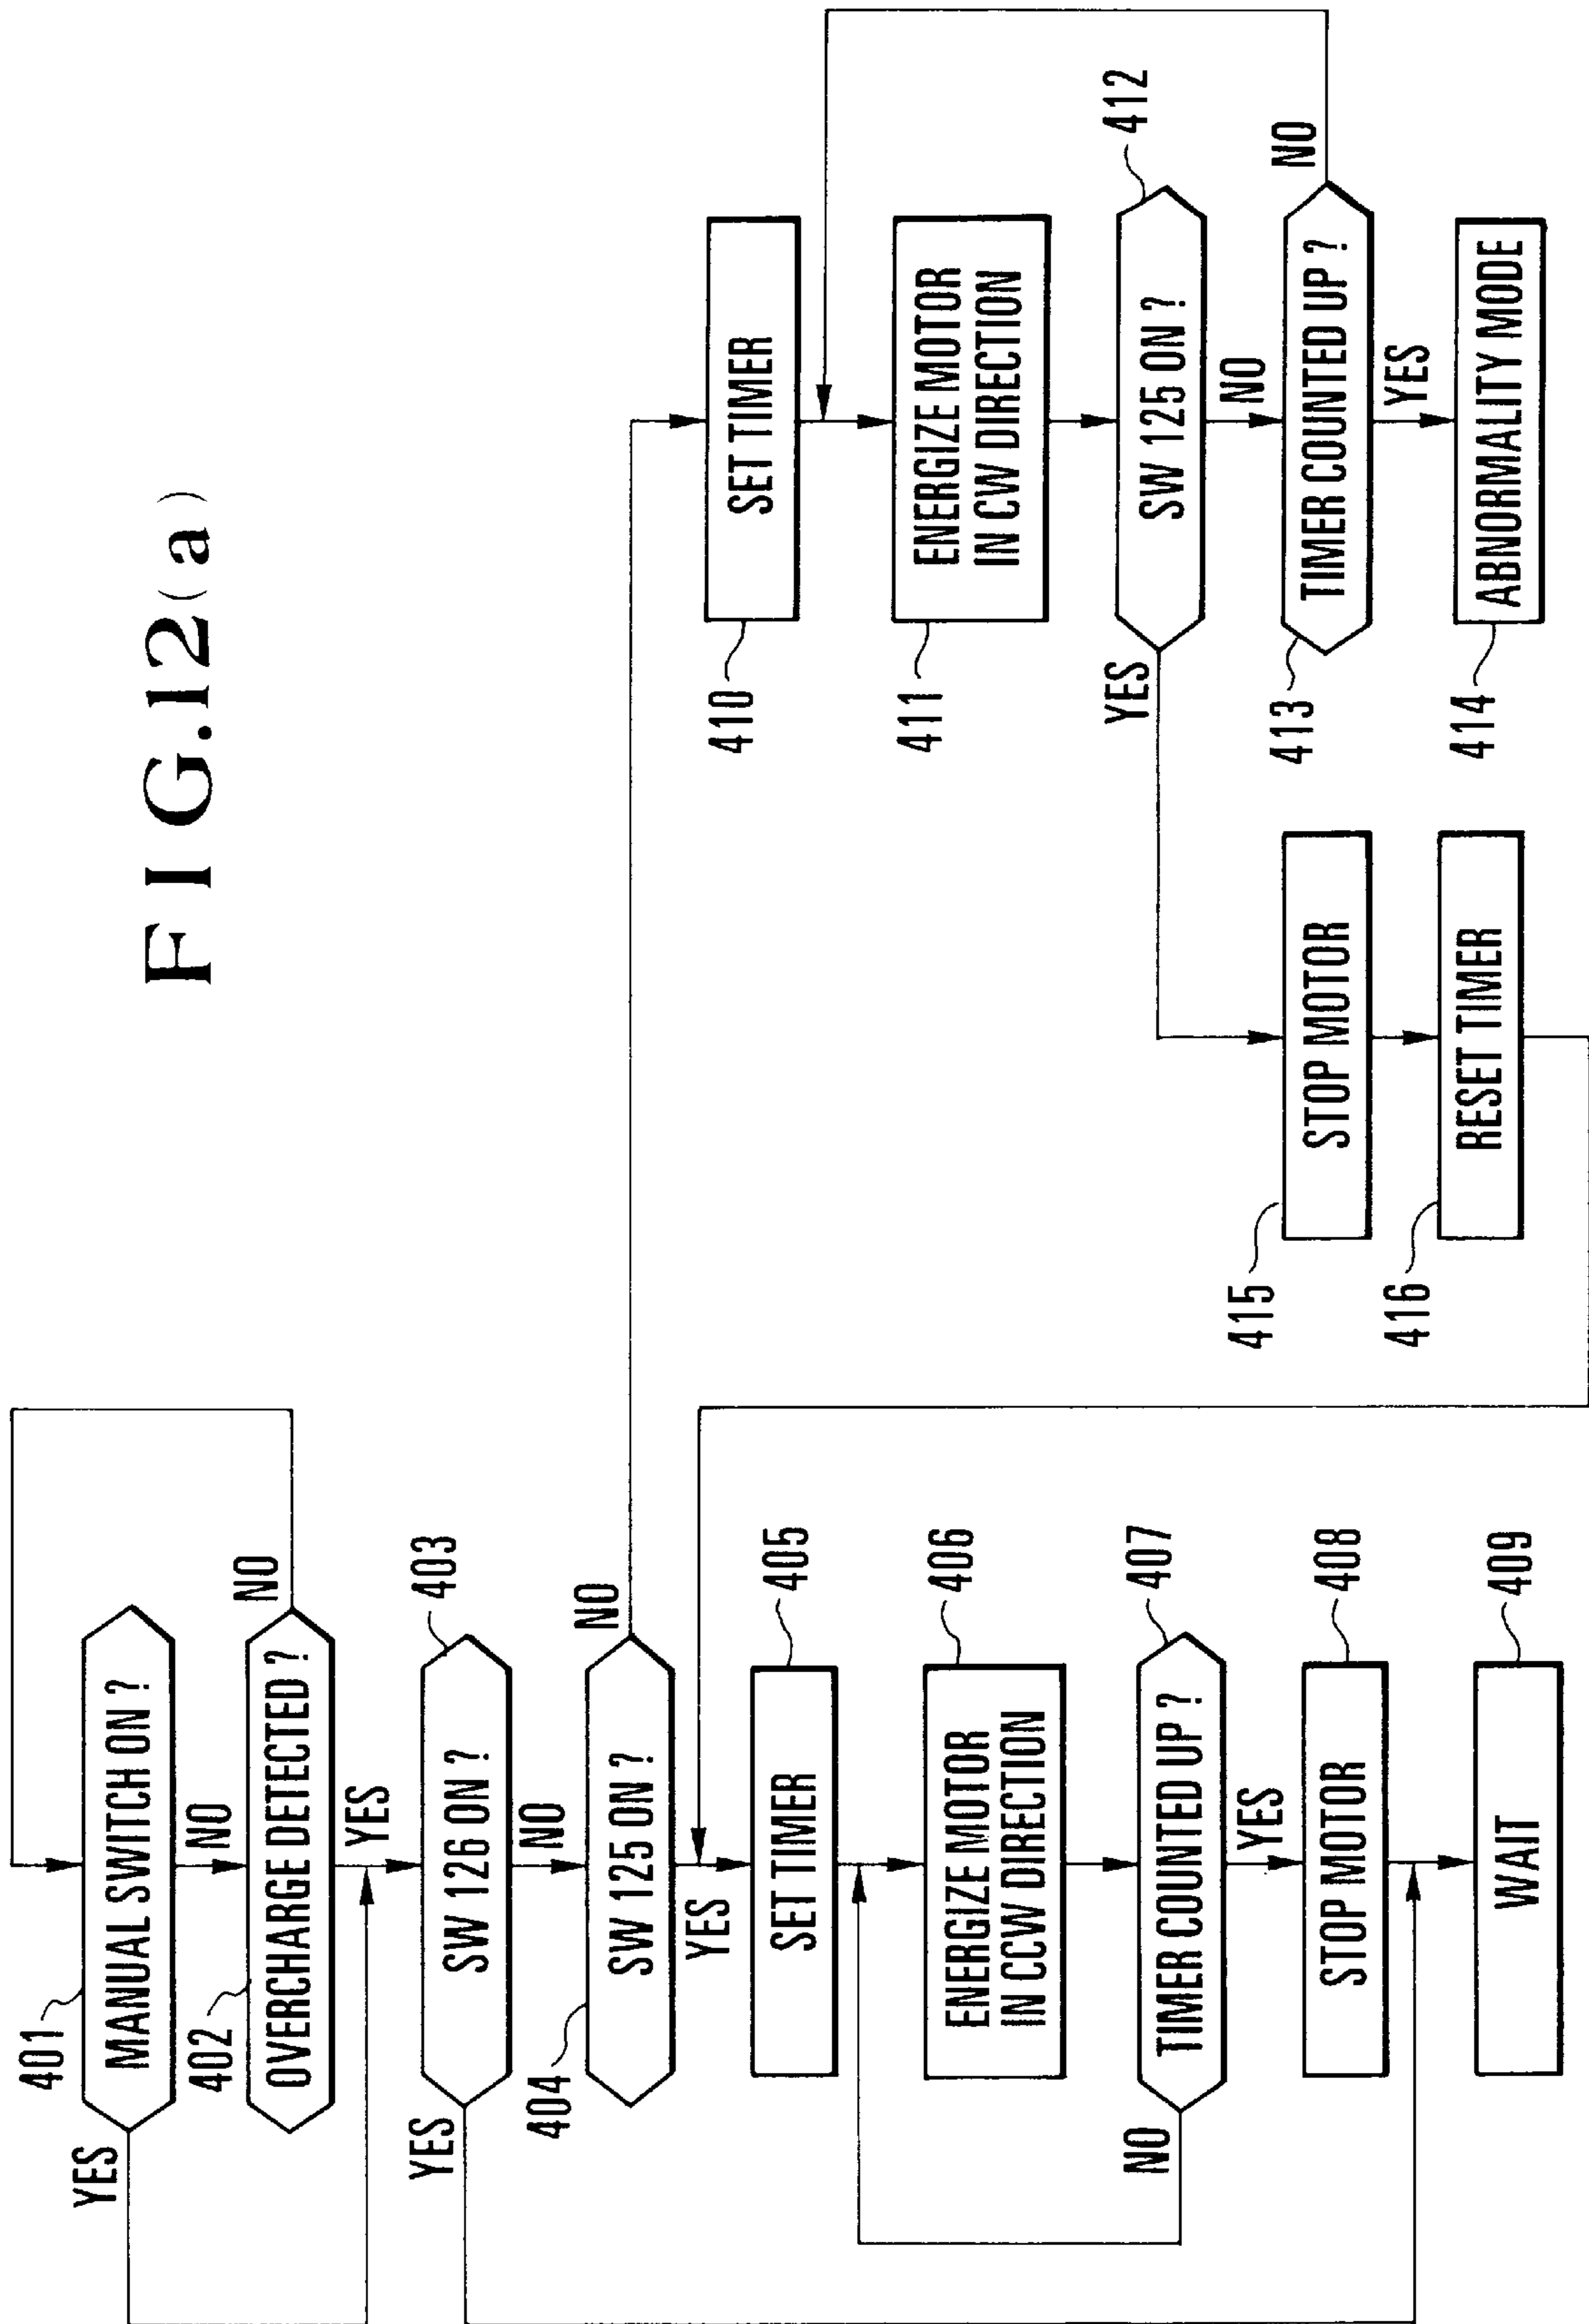 FIG.12(a)
401
MANUAL SWITCH ON ?
YES
NO
402
OVERCHARGE DETECTED ?
NO
YES
403
SW 126 ON ?
YES
NO
404
SW 125 ON ?
NO
YES
405
SET TIMER
406
ENERGIZE MOTOR
IN CCW DIRECTION
407
TIMER COUNTED UP ?
NO
YES
408
STOP MOTOR
409
WAIT
410
SET TIMER
411
ENERGIZE MOTOR
IN CW DIRECTION
412
SW 125 ON ?
YES
NO
413
TIMER COUNTED UP ?
NO
YES
414
ABNORMALITY MODE
415
STOP MOTOR
416
RESET TIMER